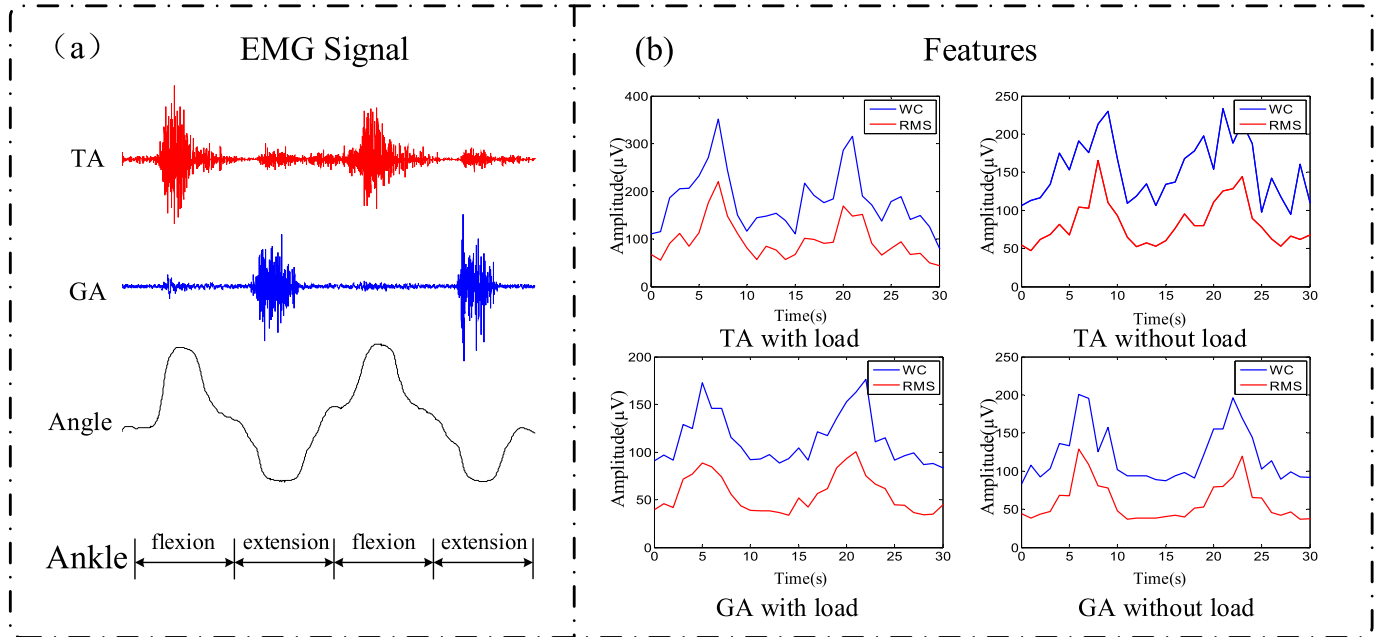 (a)
EMG Signal
TA
GA
Angle
Ankle
flexion
extension
flexion
extension
(b)
Features
Amplitude(μV)
400
300
200
100
0
0 5 10 15 20 25 30
WC
RMS
Time(s)
TA with load
Amplitude(μV)
250
200
150
100
50
0
0 5 10 15 20 25 30
WC
RMS
Time(s)
TA without load
Amplitude(μV)
200
150
100
50
0
0 5 10 15 20 25 30
WC
RMS
Time(s)
GA with load
Amplitude(μV)
250
200
150
100
50
0
0 5 10 15 20 25 30
WC
RMS
Time(s)
GA without load